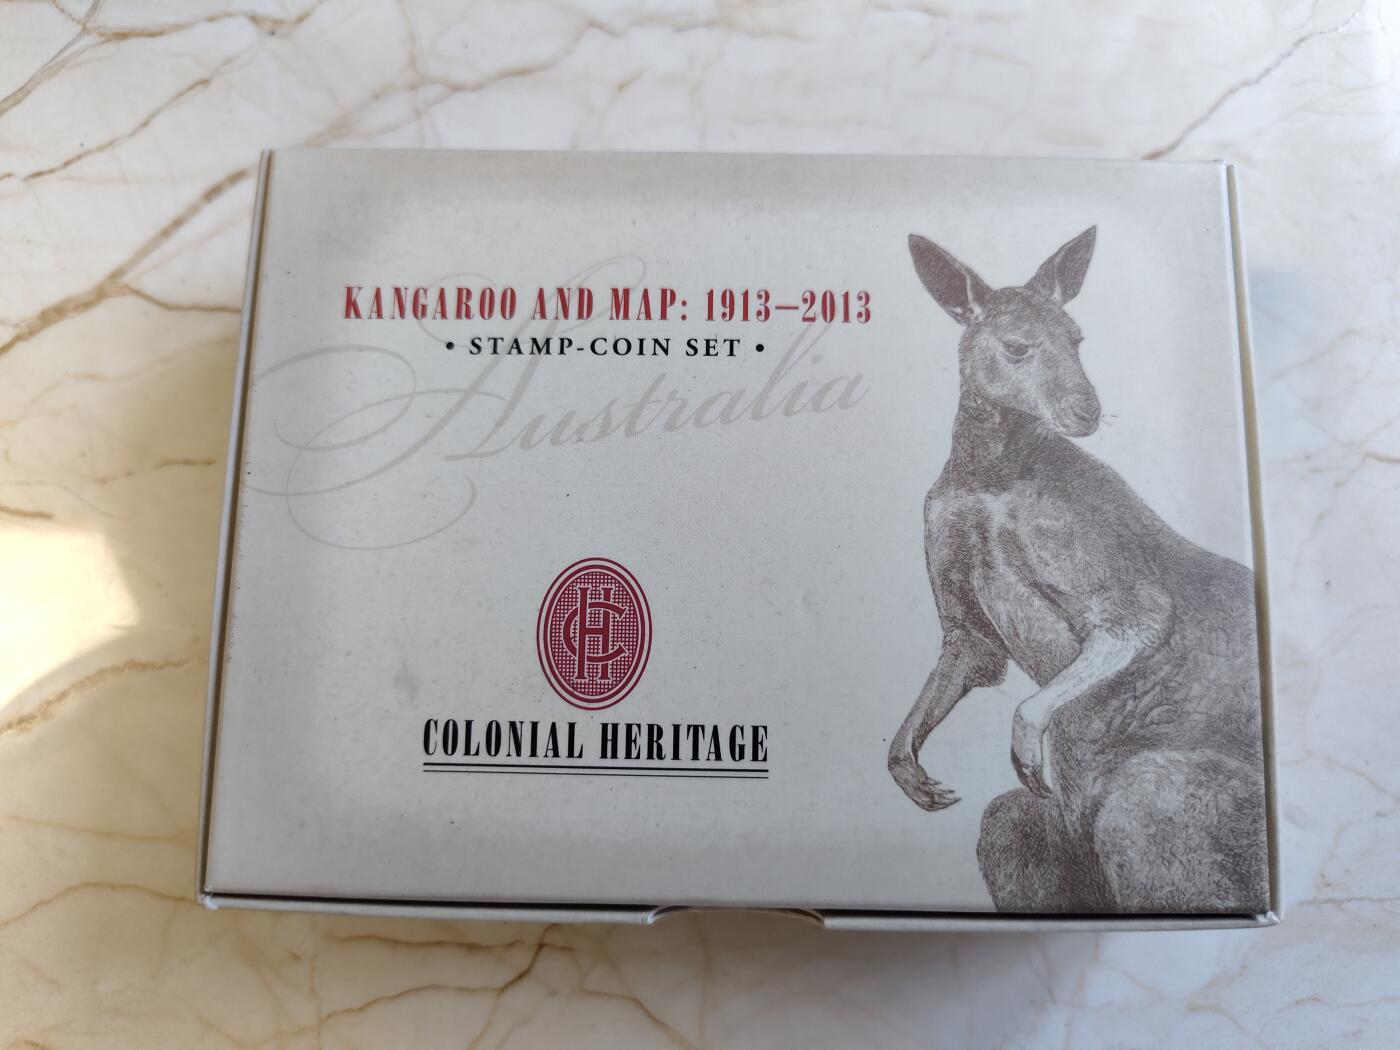 KANGAROO AND MAP: 1913–2013
• STAMP-COIN SET •
Australia
CH
COLONIAL HERITAGE